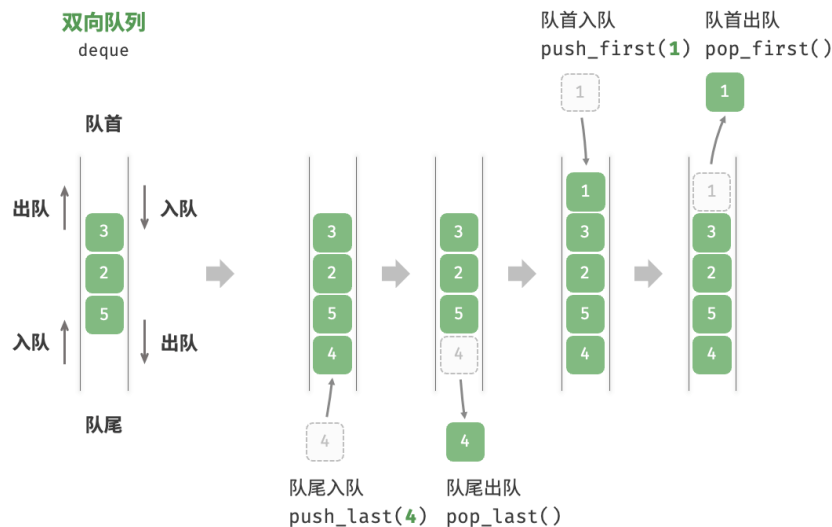 双向队列
deque
队首
出队
入队
3
2
5
入队
出队
队尾
3
2
5
4
4
队尾入队
push_last(4)
3
2
5
4
4
队尾出队
pop_last()
队首入队
push_first(1)
1
1
3
2
5
4
队首出队
pop_first()
1
1
3
2
5
4